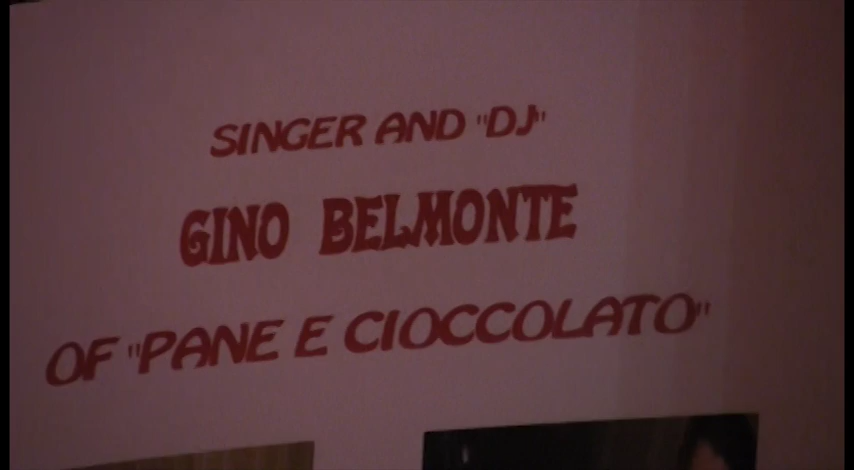 SINGER AND "DJ"
GINO BELMONTE
OF "PANE E CIOCCOLATO"